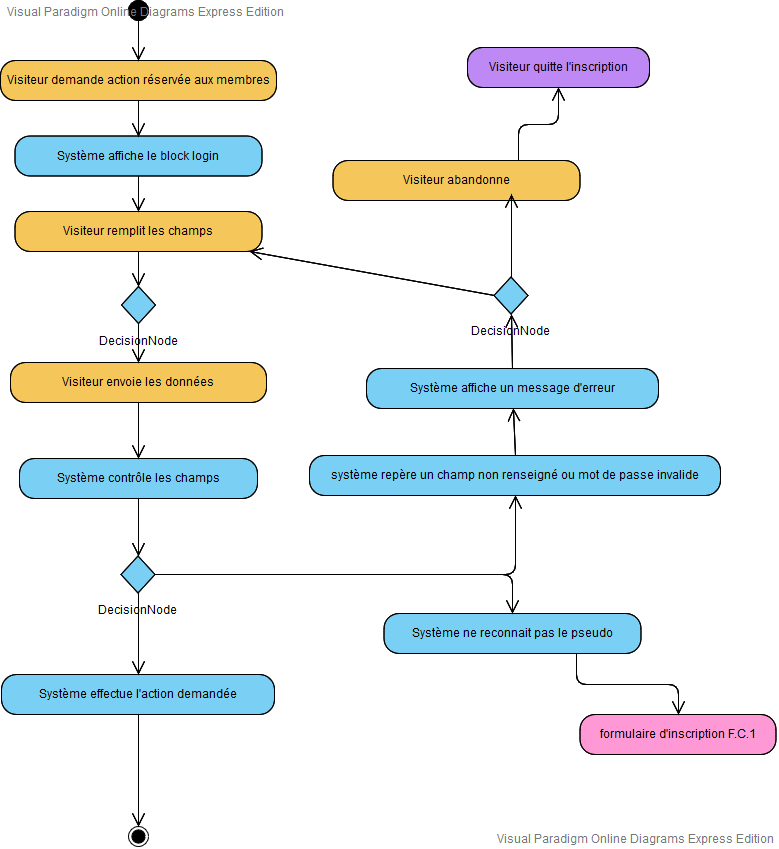 Visual Paradigm Online Diagrams Express Edition
Visiteur demande action réservée aux membres
Système affiche le block login
Visiteur remplit les champs
DecisionNode
Visiteur envoie les données
Système contrôle les champs
DecisionNode
Système effectue l'action demandée
Visiteur quitte l'inscription
Visiteur abandonne
DecisionNode
Système affiche un message d'erreur
système repère un champ non renseigné ou mot de passe invalide
Système ne reconnait pas le pseudo
formulaire d'inscription F.C.1
Visual Paradigm Online Diagrams Express Edition